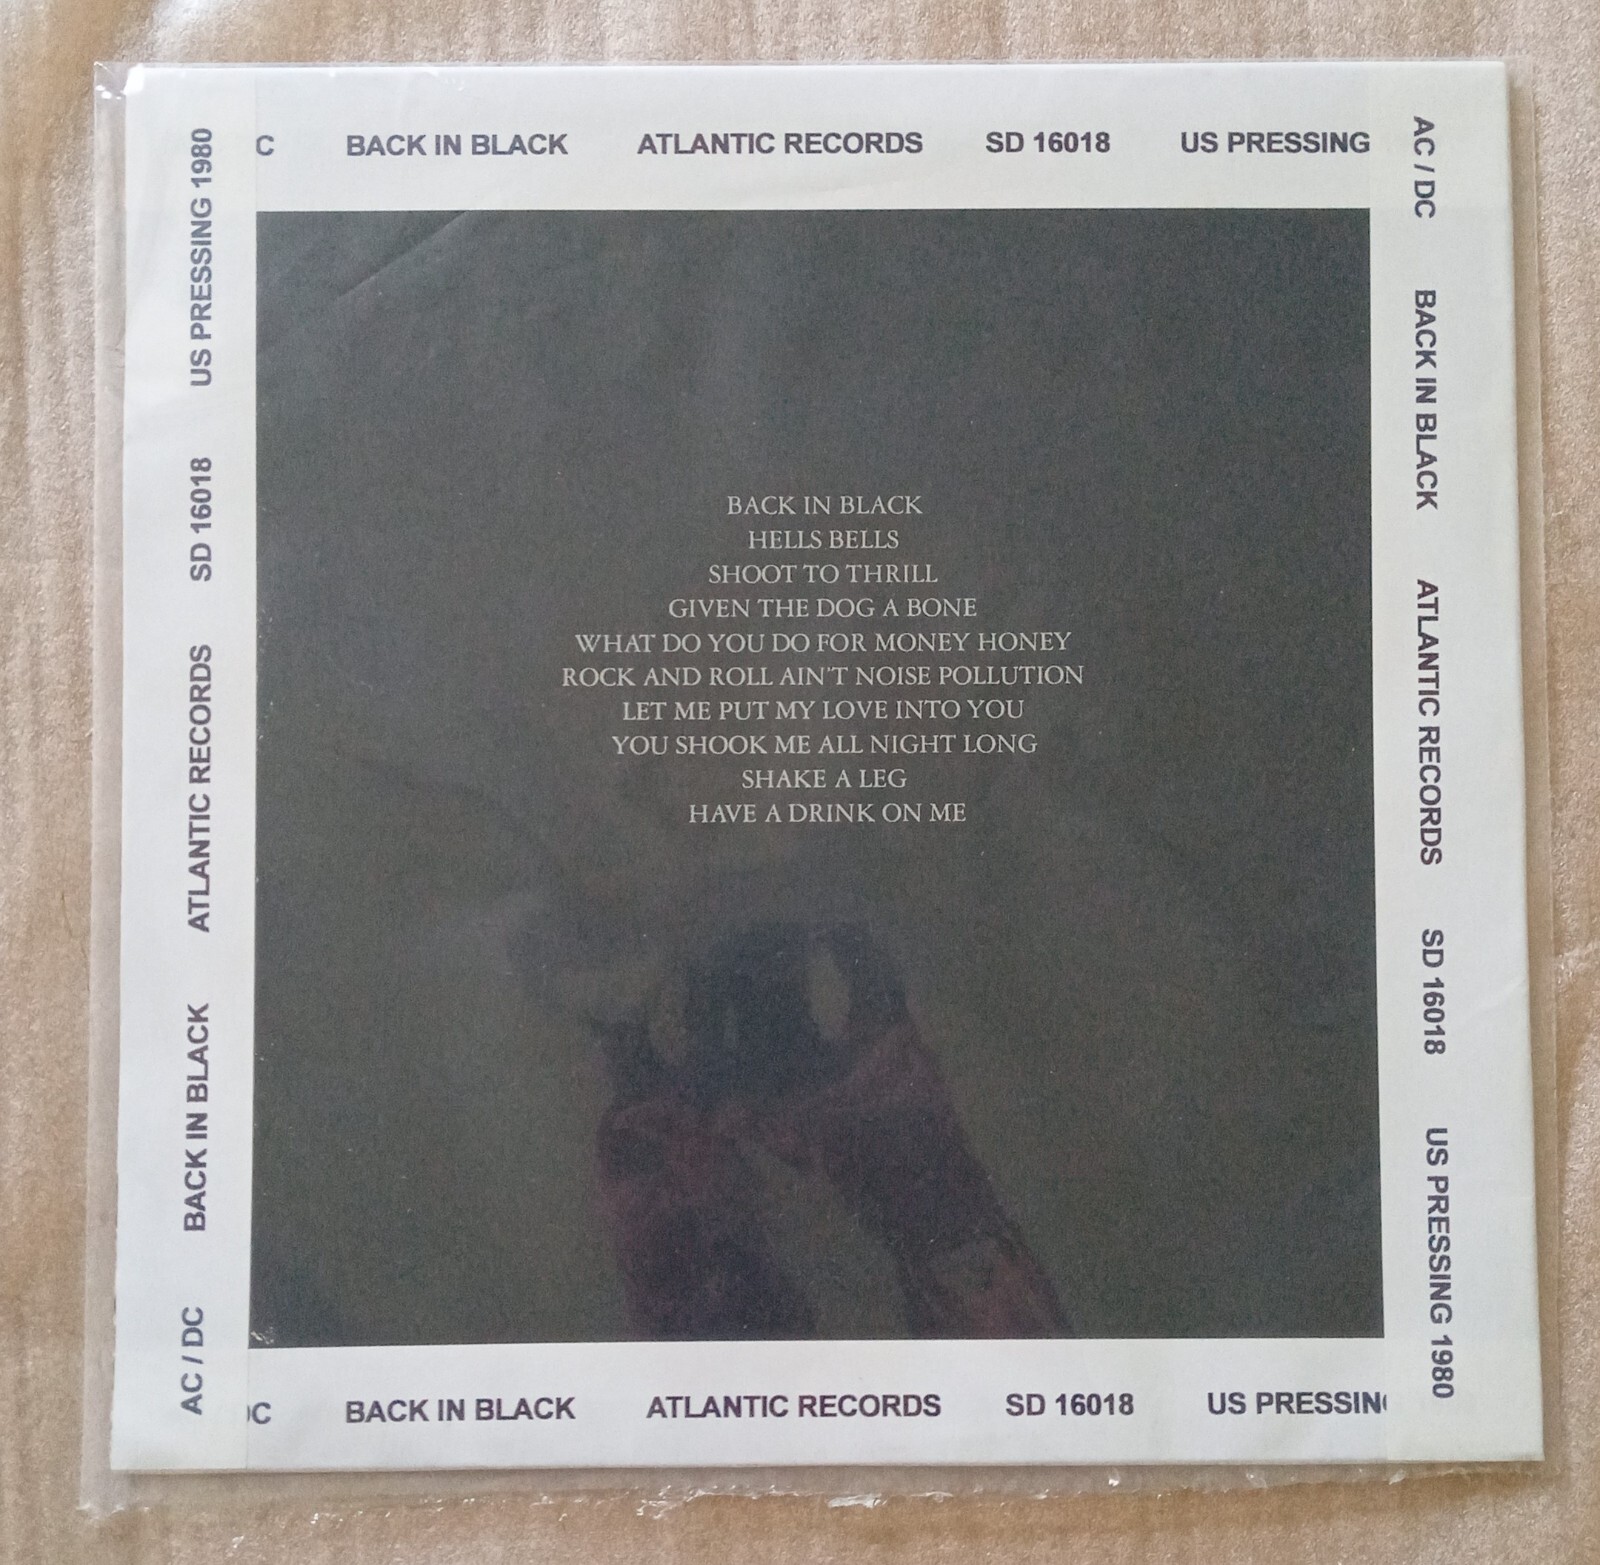 C BACK IN BLACK ATLANTIC RECORDS SD 16018 US PRESSING
AC / DC BACK IN BLACK ATLANTIC RECORDS SD 16018 US PRESSING 1980
BACK IN BLACK
HELLS BELLS
SHOOT TO THRILL
GIVEN THE DOG A BONE
WHAT DO YOU DO FOR MONEY HONEY
ROCK AND ROLL AIN'T NOISE POLLUTION
LET ME PUT MY LOVE INTO YOU
YOU SHOOK ME ALL NIGHT LONG
SHAKE A LEG
HAVE A DRINK ON ME
AC / DC BACK IN BLACK ATLANTIC RECORDS SD 16018 US PRESSING 1980
C BACK IN BLACK ATLANTIC RECORDS SD 16018 US PRESSIN